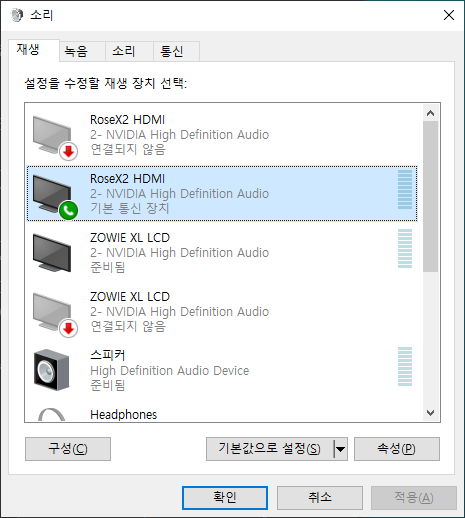 소리
재생
녹음
소리
통신
설정을 수정할 재생 장치 선택:
RoseX2 HDMI
2- NVIDIA High Definition Audio
연결되지 않음
RoseX2 HDMI
2- NVIDIA High Definition Audio
기본 통신 장치
ZOWIE XL LCD
2- NVIDIA High Definition Audio
준비됨
ZOWIE XL LCD
2- NVIDIA High Definition Audio
연결되지 않음
스피커
High Definition Audio Device
준비됨
Headphones
구성(C)
기본값으로 설정(S)
속성(P)
확인
취소
적용(A)